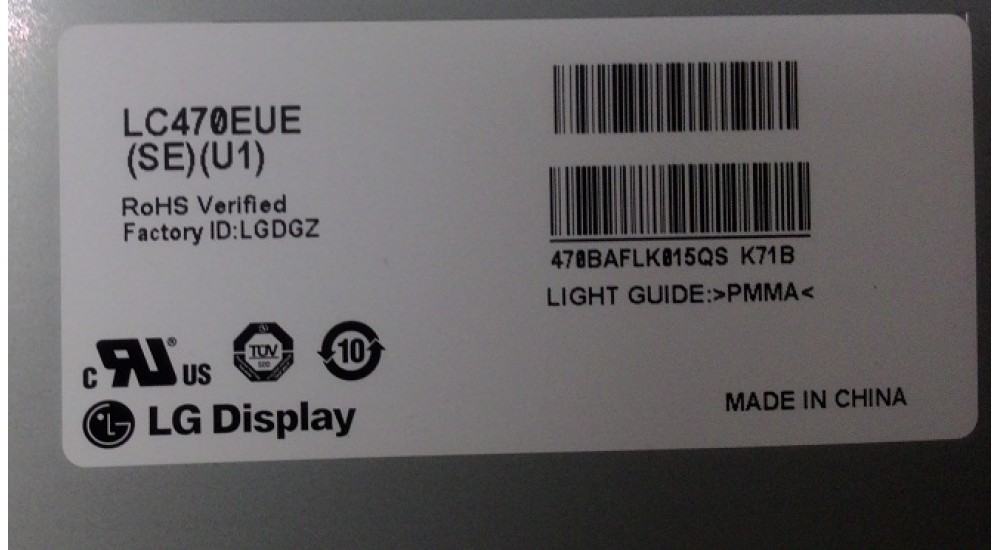 LC470EUE
(SE)(U1)
RoHS Verified
Factory ID:LGDGZ
470BAFLK015QS K71B
LIGHT GUIDE:>PMMA<
c RU® US
TÜV
10
LG Display
MADE IN CHINA